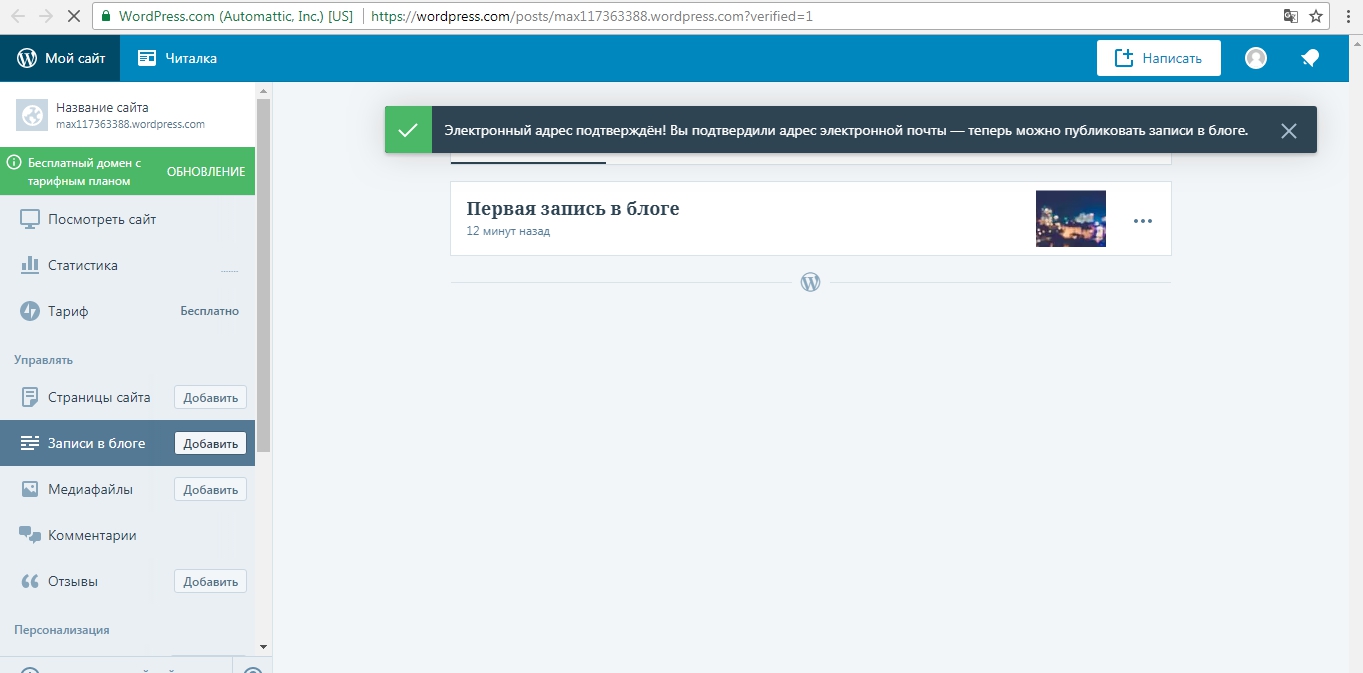 WordPress.com (Automattic, Inc.) [US] https://wordpress.com/posts/max117363388.wordpress.com?verified=1
Мой сайт
Читалка
Написать
Название сайта
max117363388.wordpress.com
Электронный адрес подтверждён! Вы подтвердили адрес электронной почты — теперь можно публиковать записи в блоге.
Бесплатный домен с
тарифным планом
ОБНОВЛЕНИЕ
Первая запись в блоге
12 минут назад
Посмотреть сайт
Статистика
Тариф Бесплатно
Управлять
Страницы сайта Добавить
Записи в блоге Добавить
Медиафайлы Добавить
Комментарии
Отзывы Добавить
Персонализация